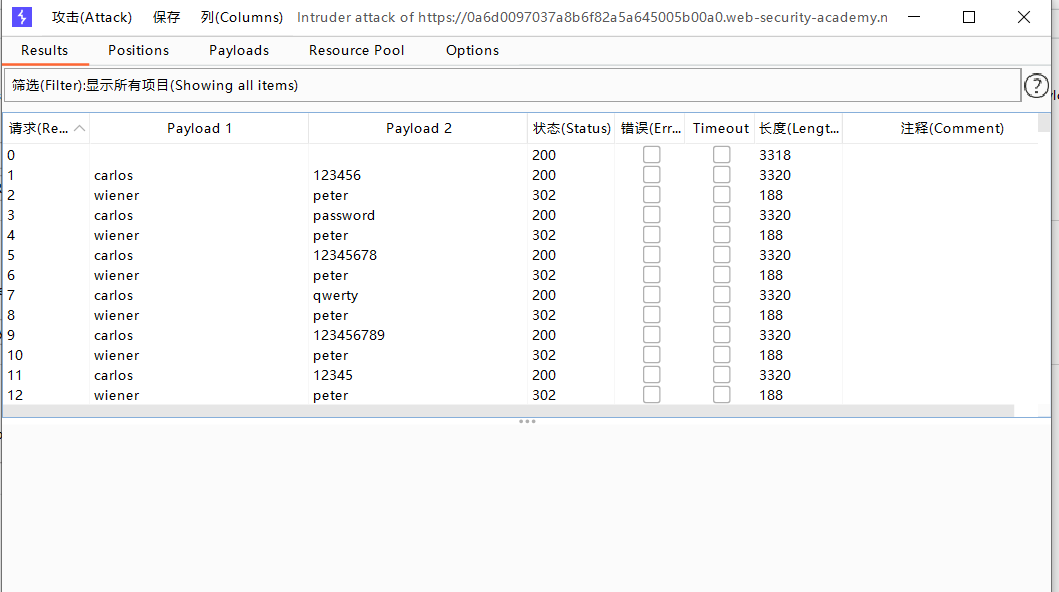 攻击(Attack) 保存 列(Columns) Intruder attack of https://0a6d0097037a8b6f82a5a645005b00a0.web-security-academy.n
Results Positions Payloads Resource Pool Options
筛选(Filter):显示所有项目(Showing all items)
请求(Re... Payload 1 Payload 2 状态(Status) 错误(Err... Timeout 长度(Lengt... 注释(Comment)
0 200 3318
1 carlos 123456 200 3320
2 wiener peter 302 188
3 carlos password 200 3320
4 wiener peter 302 188
5 carlos 12345678 200 3320
6 wiener peter 302 188
7 carlos qwerty 200 3320
8 wiener peter 302 188
9 carlos 123456789 200 3320
10 wiener peter 302 188
11 carlos 12345 200 3320
12 wiener peter 302 188